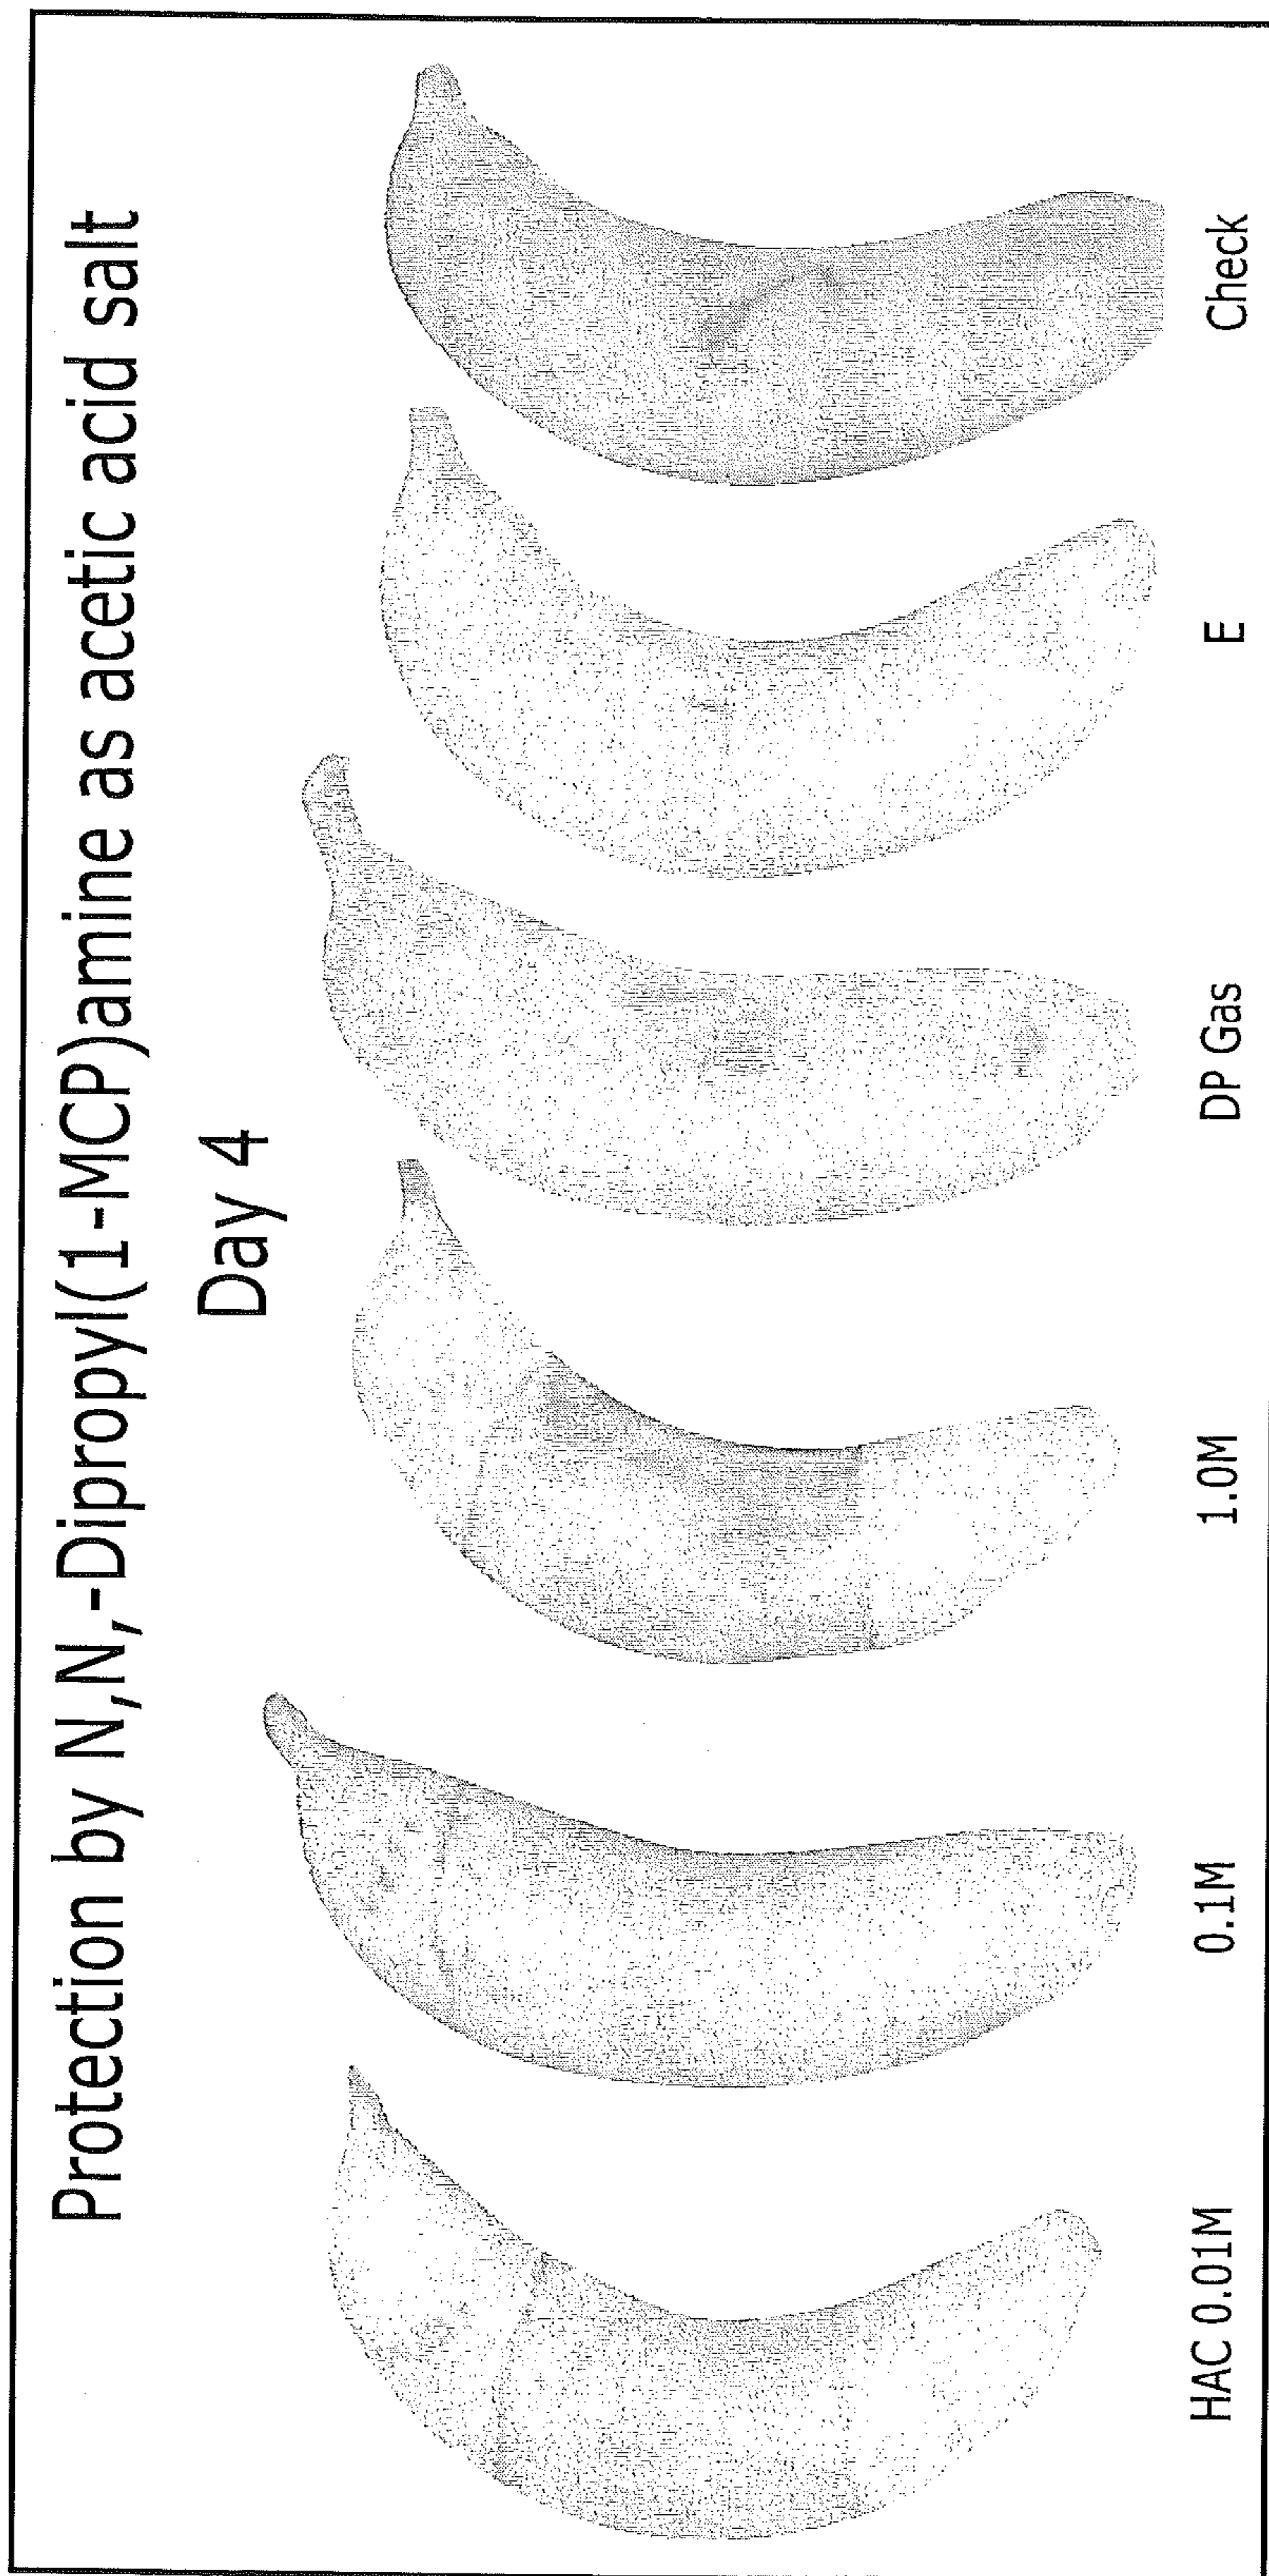 Protection by N,N,-Dipropyl(1-MCP)amine as acetic acid salt
Day 4
HAC 0.01M 0.1M 1.0M DP Gas E Check